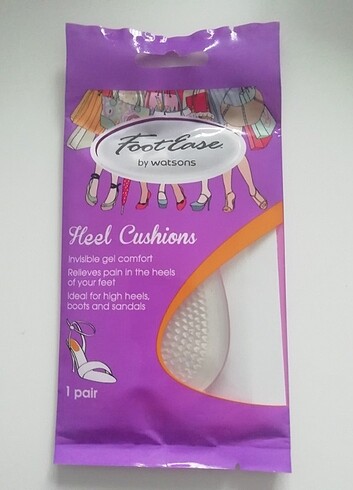 FootEase
by watsons
Heel Cushions
Invisible gel comfort
Relieves pain in the heels
of your feet
Ideal for high heels,
boots and sandals
1 pair